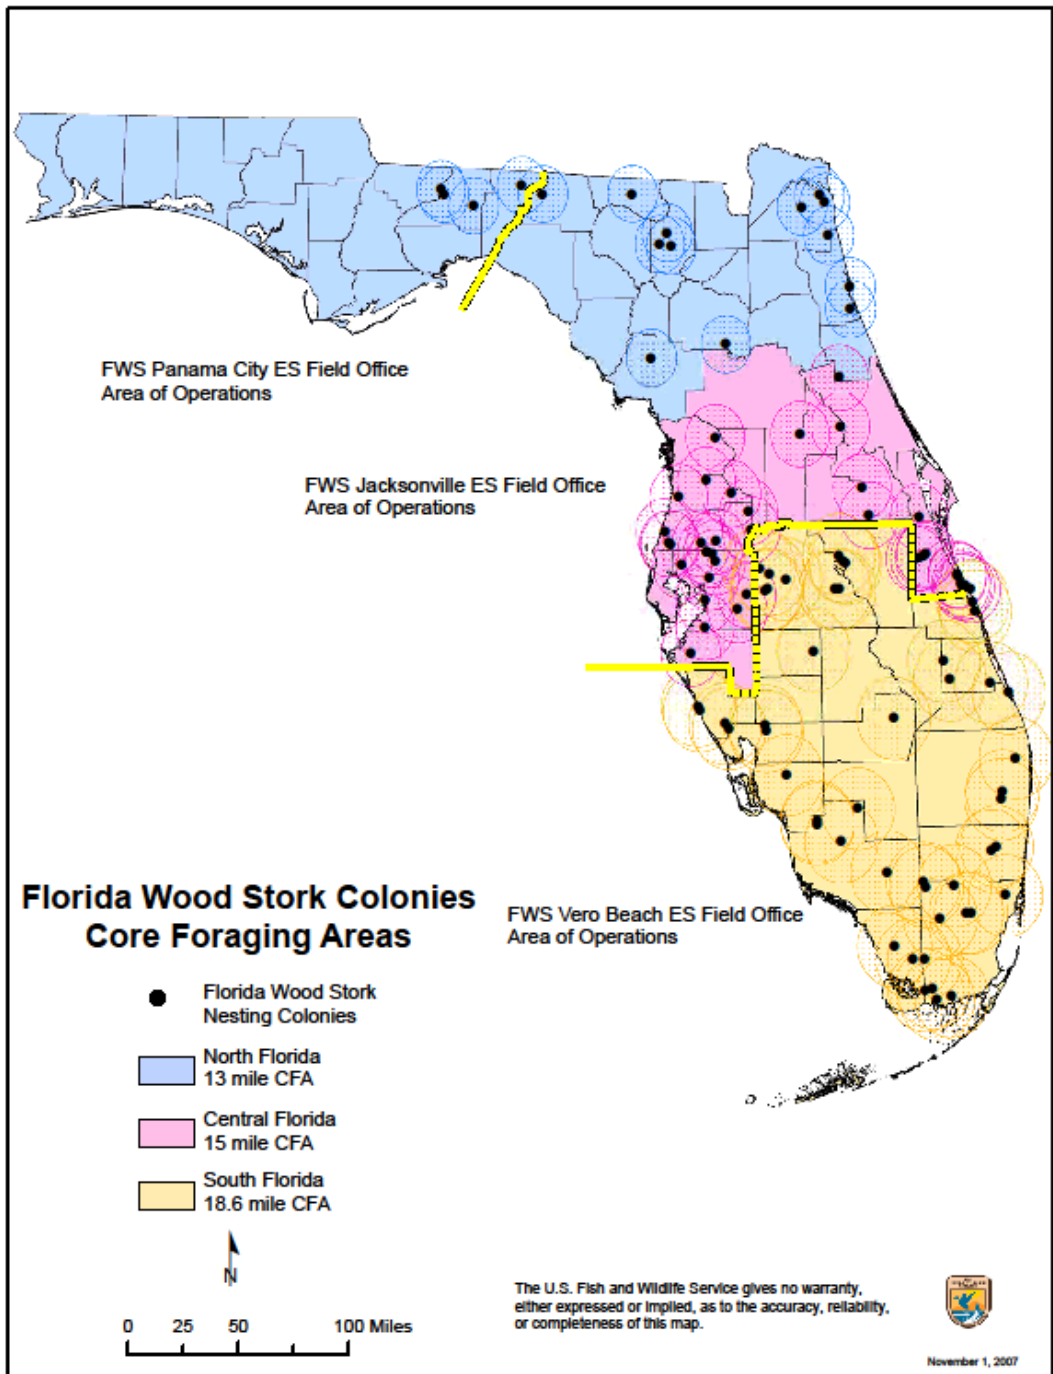 FWS Panama City ES Field Office
Area of Operations
FWS Jacksonville ES Field Office
Area of Operations
Florida Wood Stork Colonies
Core Foraging Areas
FWS Vero Beach ES Field Office
Area of Operations
Florida Wood Stork
Nesting Colonies
North Florida
13 mile CFA
Central Florida
15 mile CFA
South Florida
18.6 mile CFA
N
0 25 50 100 Miles
The U.S. Fish and Wildlife Service gives no warranty,
either expressed or implied, as to the accuracy, reliability,
or completeness of this map.
November 1, 2007